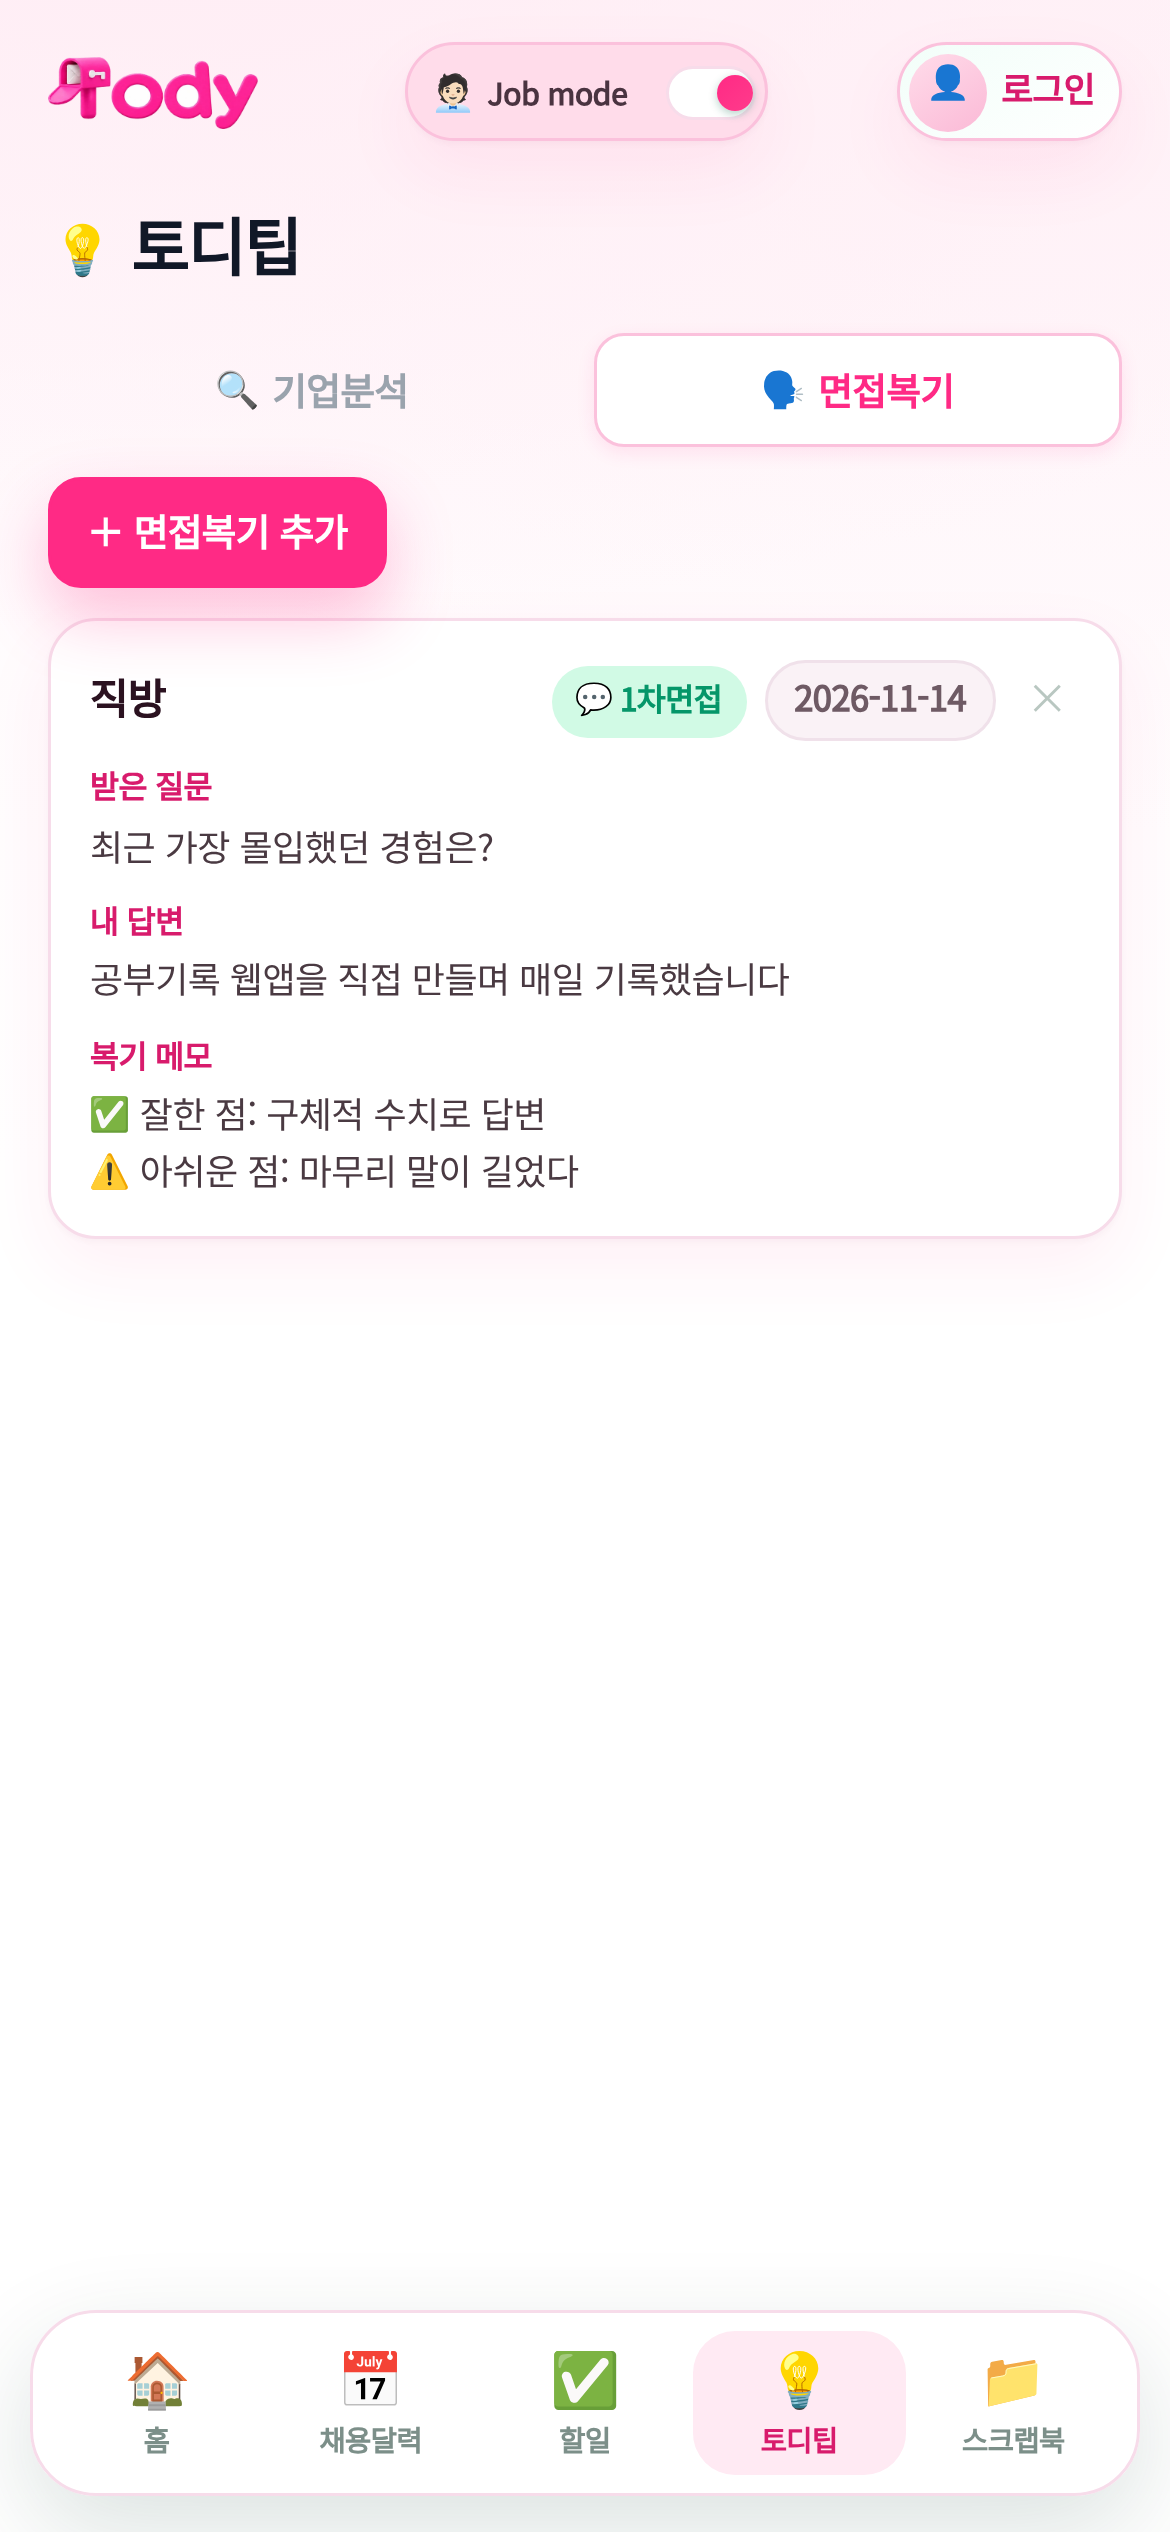 Tody
Job mode
로그인
토디팁
기업분석
면접복기
+ 면접복기 추가
직방
1차면접
2026-11-14
받은 질문
최근 가장 몰입했던 경험은?
내 답변
공부기록 웹앱을 직접 만들며 매일 기록했습니다
복기 메모
✅ 잘한 점: 구체적 수치로 답변
⚠️ 아쉬운 점: 마무리 말이 길었다
July
17
홈
채용달력
할일
토디팁
스크랩북